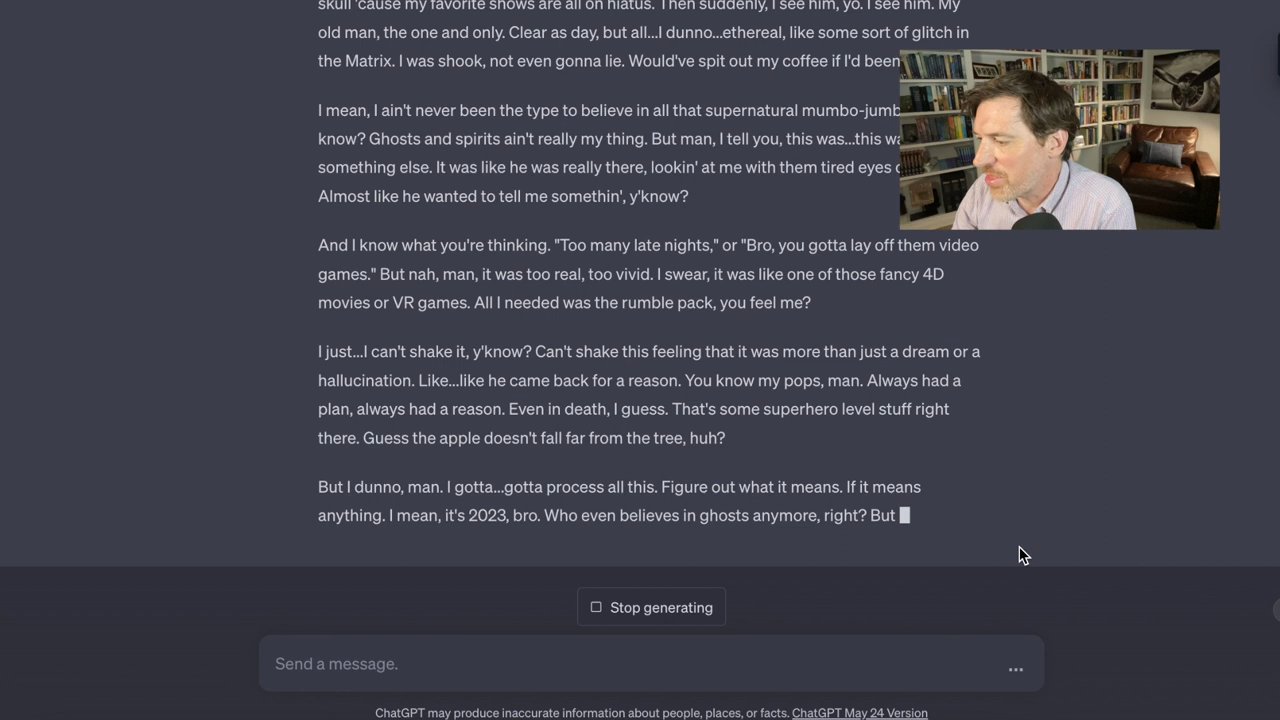 skull 'cause my favorite shows are all on hiatus. Then suddenly, I see him, yo. I see him. My
old man, the one and only. Clear as day, but all...I dunno...ethereal, like some sort of glitch in
the Matrix. I was shook, not even gonna lie. Would've spit out my coffee if I'd been
I mean, I ain't never been the type to believe in all that supernatural mumbo-jumb
know? Ghosts and spirits ain't really my thing. But man, I tell you, this was...this wa
something else. It was like he was really there, lookin' at me with them tired eyes
Almost like he wanted to tell me somethin', y'know?
And I know what you're thinking. "Too many late nights," or "Bro, you gotta lay off them video
games." But nah, man, it was too real, too vivid. I swear, it was like one of those fancy 4D
movies or VR games. All I needed was the rumble pack, you feel me?
I just...I can't shake it, y'know? Can't shake this feeling that it was more than just a dream or a
hallucination. Like...like he came back for a reason. You know my pops, man. Always had a
plan, always had a reason. Even in death, I guess. That's some superhero level stuff right
there. Guess the apple doesn't fall far from the tree, huh?
But I dunno, man. I gotta...gotta process all this. Figure out what it means. If it means
anything. I mean, it's 2023, bro. Who even believes in ghosts anymore, right? But
Stop generating
Send a message.
ChatGPT may produce inaccurate information about people, places, or facts. ChatGPT May 24 Version